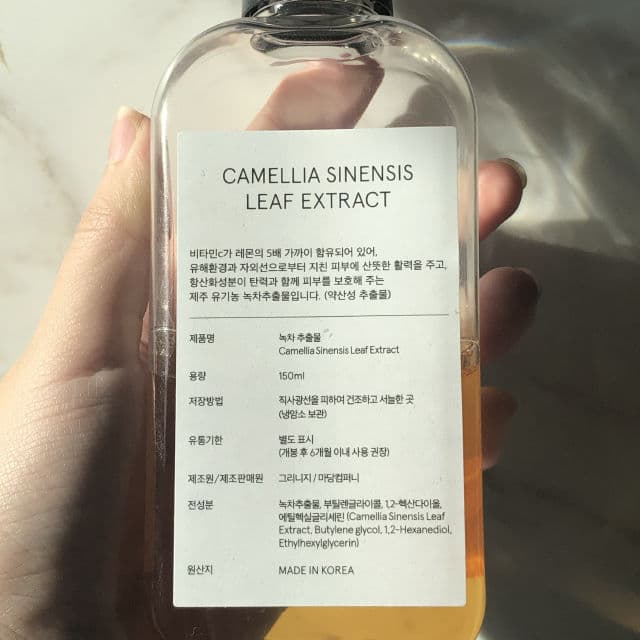 CAMELLIA SINENSIS
LEAF EXTRACT
비타민c가 레몬의 5배 가까이 함유되어 있어,
유해환경과 자외선으로부터 지친 피부에 산뜻한 활력을 주고,
항산화성분이 탄력과 함께 피부를 보호해 주는
제주 유기농 녹차추출물입니다. (약산성 추출물)
제품명 녹차 추출물
Camellia Sinensis Leaf Extract
용량 150ml
저장방법 직사광선을 피하여 건조하고 서늘한 곳
(냉암소 보관)
유통기한 별도 표시
(개봉 후 6개월 이내 사용 권장)
제조원/제조판매원 그리니지 / 마당컴퍼니
전성분 녹차추출물, 부틸렌글라이콜, 1,2-헥산다이올,
에틸헥실글리세린 (Camellia Sinensis Leaf
Extract, Butylene glycol, 1,2-Hexanediol,
Ethylhexylglycerin)
원산지 MADE IN KOREA